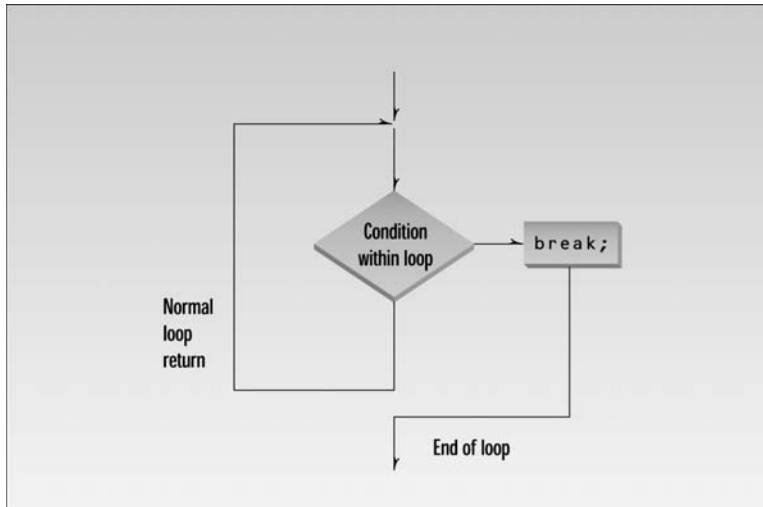 Condition
within loop
break;
Normal
loop
return
End of loop